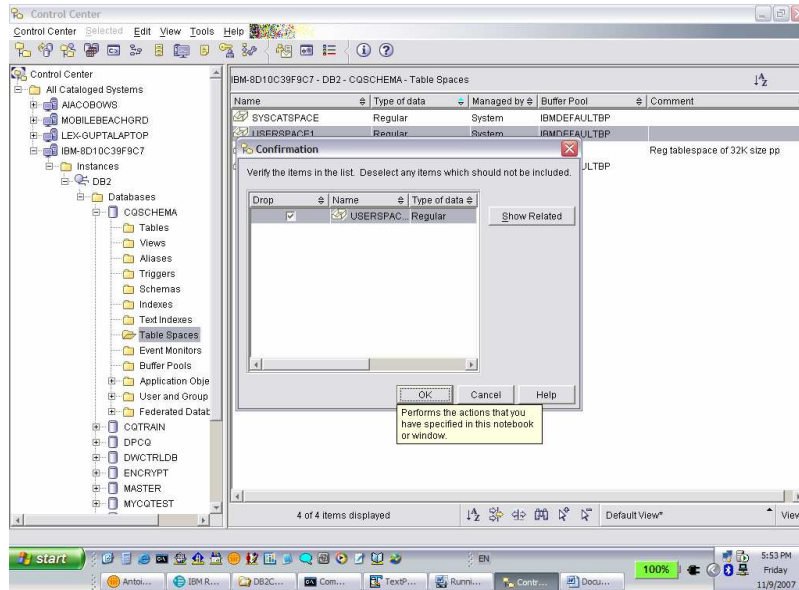 Control Center
Control Center Selected Edit View Tools Help
Control Center
All Cataloged Systems
AIACOBOWS
MOBILEBEACHGRD
LEX-GUPTALAPTOP
IBM-8D10C39F9C7
Instances
DB2
Databases
CQSCHEMA
Tables
Views
Aliases
Triggers
Schemas
Indexes
Text Indexes
Table Spaces
Event Monitors
Buffer Pools
Application Obje
User and Group
Federated Datab
CQTRAIN
DPCQ
DWCTRLDB
ENCRYPT
MASTER
MYCQTEST
IBM-8D10C39F9C7 - DB2 - CQSCHEMA - Table Spaces
Name Type of data Managed by Buffer Pool Comment
SYSCATSPACE Regular System IBMDEFAULTBP
USERSPACE1 Regular System IBMDEFAULTBP
Reg tablespace of 32K size pp
ULTBP
Confirmation
Verify the items in the list. Deselect any items which should not be included.
Drop Name Type of data
USERSPAC... Regular
Show Related
OK Cancel Help
Performs the actions that you
have specified in this notebook
or window.
4 of 4 items displayed Default View* View
start EN 100% 5:53 PM
Friday
11/9/2007
Antoi... IBM R... DB2C... Com... TextP... Runni... Contr... Docu...